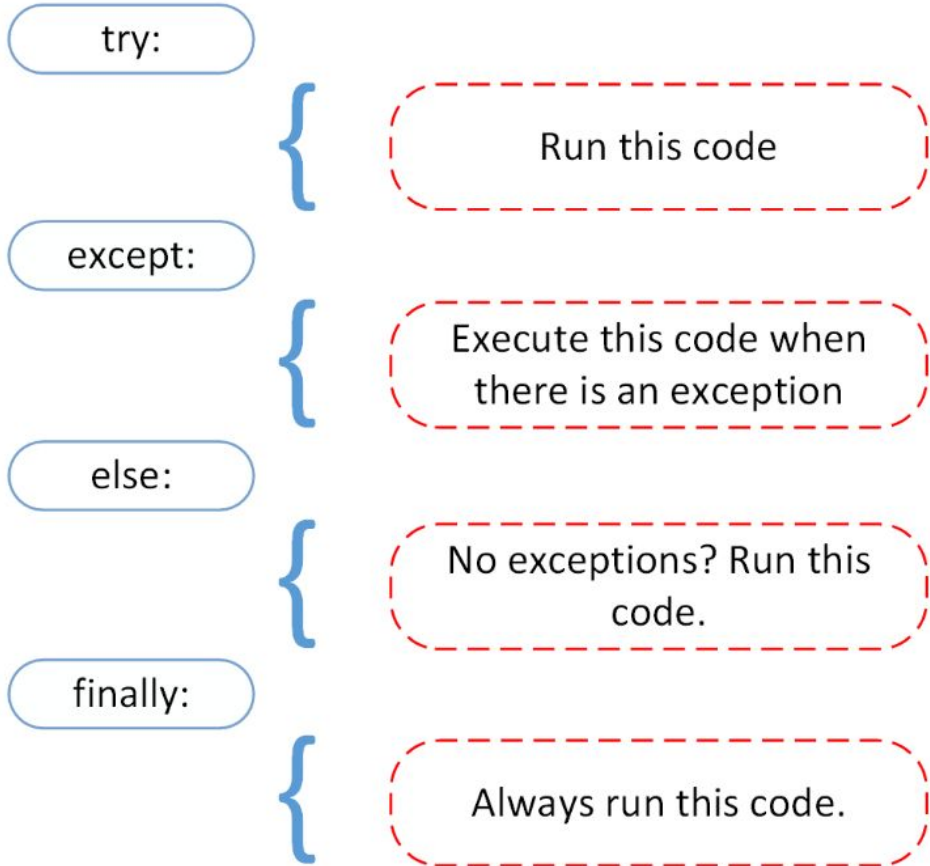 try:
Run this code
except:
Execute this code when
there is an exception
else:
No exceptions? Run this
code.
finally:
Always run this code.